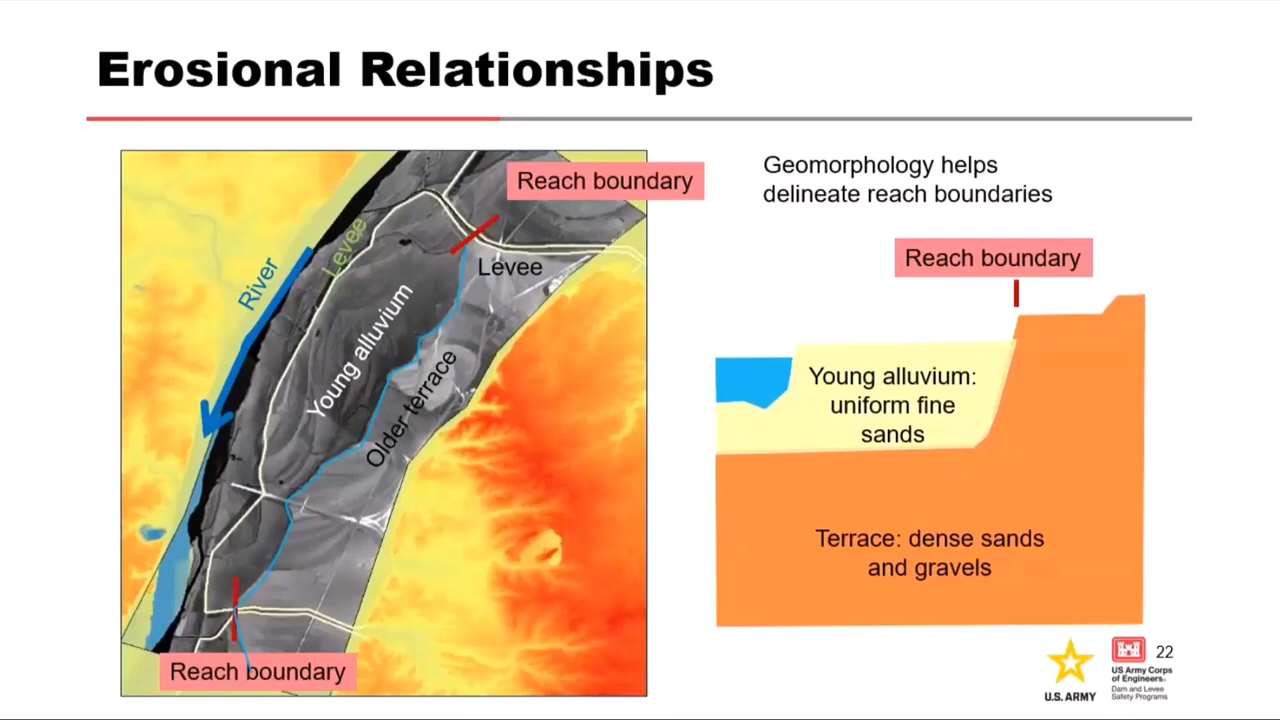 Erosional Relationships
Reach boundary
Levee
River
Levee
Young alluvium
Older terrace
Reach boundary
Geomorphology helps
delineate reach boundaries
Reach boundary
Young alluvium:
uniform fine
sands
Terrace: dense sands
and gravels
U.S. ARMY
US Army Corps
of Engineers®
Dam and Levee
Safety Programs
22